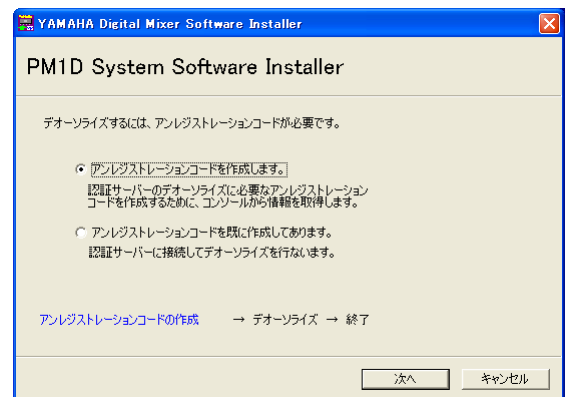 YAMAHA Digital Mixer Software Installer
PM1D System Software Installer
デオーソライズするには、アンレジストレーションコードが必要です。
アンレジストレーションコードを作成します。
認証サーバーのデオーソライズに必要なアンレジストレーション
コードを作成するために、コンソールから情報を取得します。
アンレジストレーションコードを既に作成してあります。
認証サーバーに接続してデオーソライズを行ないます。
アンレジストレーションコードの作成 → デオーソライズ → 終了
次へ キャンセル